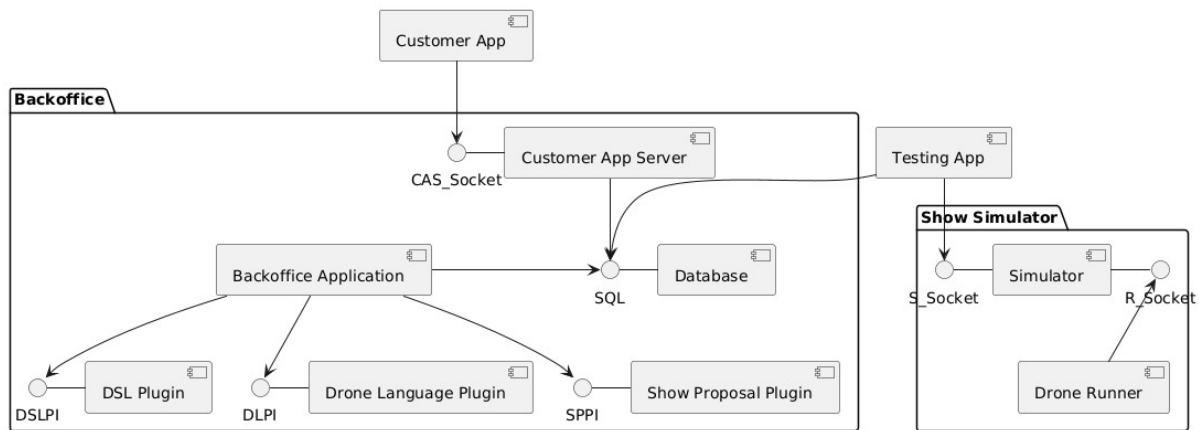 Customer App
Backoffice
Customer App Server
Testing App
CAS_Socket
Show Simulator
Backoffice Application
Database
Simulator
SQL
S_Socket
R_Socket
DSL Plugin
Drone Language Plugin
Show Proposal Plugin
Drone Runner
DSLPI
DLPI
SPPI